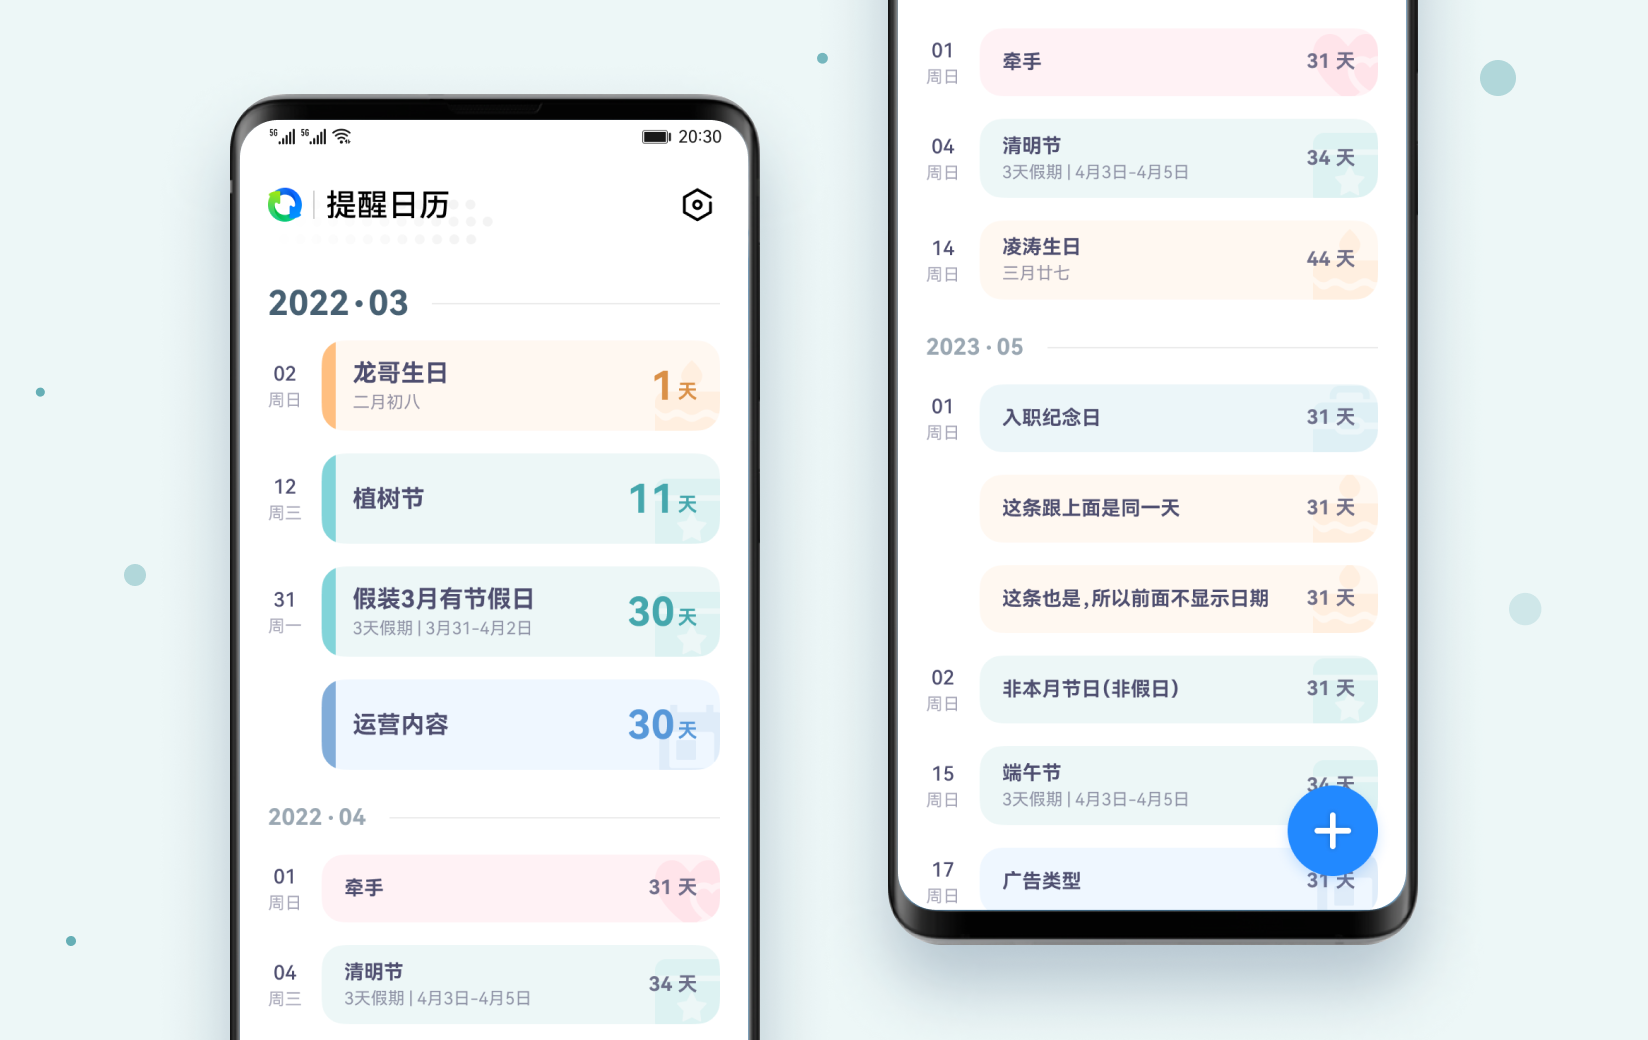 5G 5G 20:30
提醒日历
2022·03
02
周日
龙哥生日
二月初八
1天
12
周三
植树节
11天
31
周一
假装3月有节假日
3天假期 | 3月31-4月2日
30天
运营内容
30天
2022·04
01
周日
牵手
31 天
04
周三
清明节
3天假期 | 4月3日-4月5日
34 天
01
周日
牵手
31 天
04
周日
清明节
3天假期 | 4月3日-4月5日
34 天
14
周日
凌涛生日
三月廿七
44 天
2023·05
01
周日
入职纪念日
31 天
这条跟上面是同一天
31 天
这条也是,所以前面不显示日期
31 天
02
周日
非本月节日(非假日)
31 天
15
周日
端午节
3天假期 | 4月3日-4月5日
34 天
17
周日
广告类型
31 天